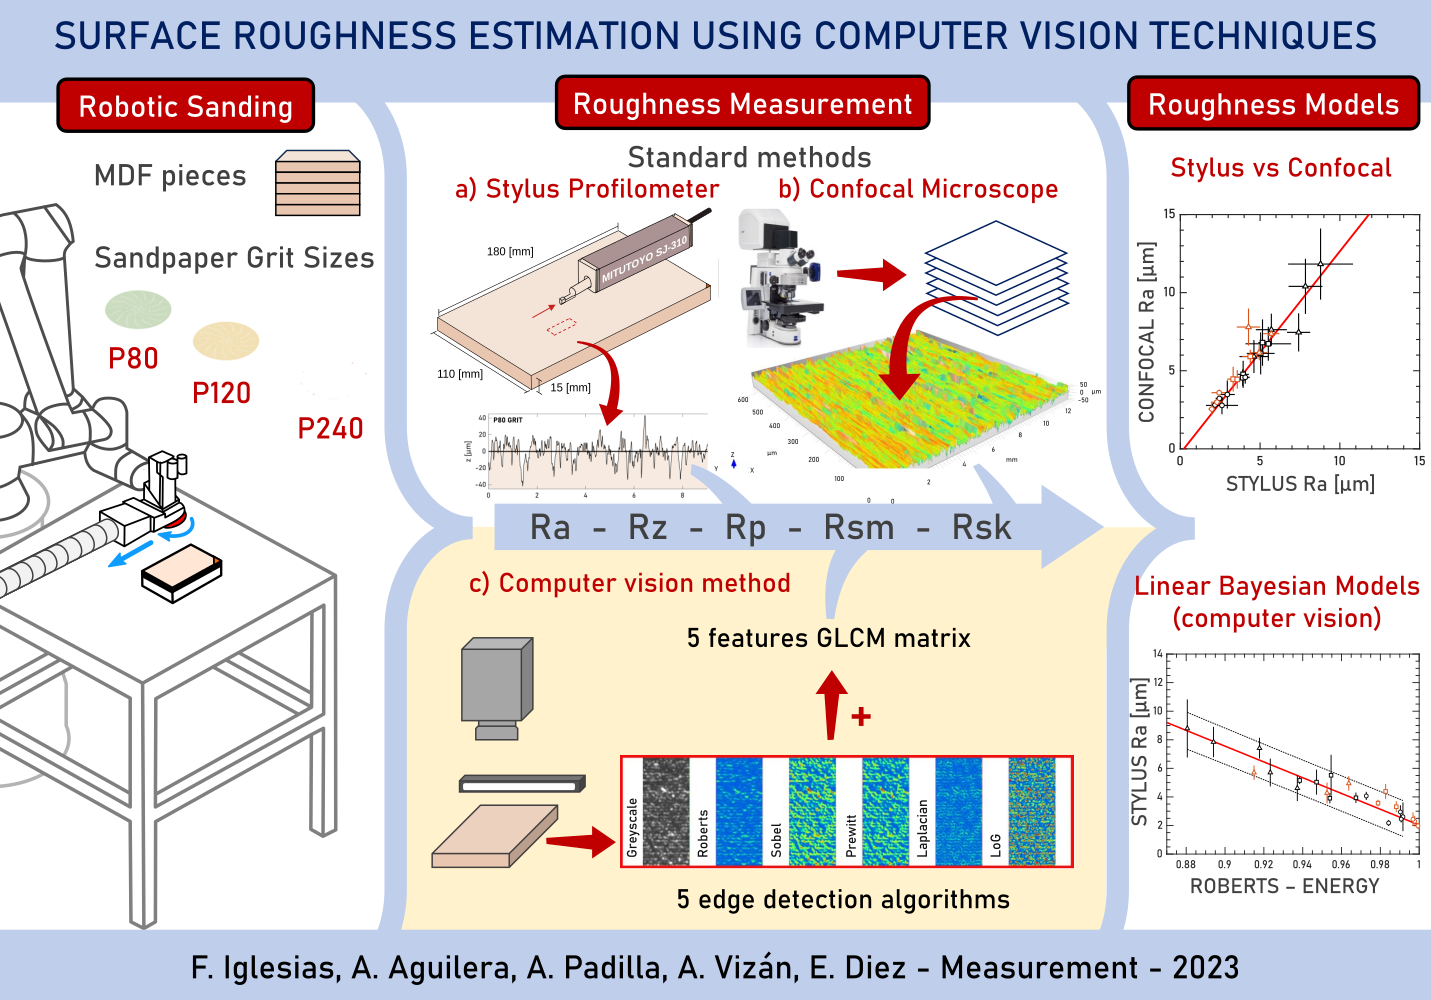 SURFACE ROUGHNESS ESTIMATION USING COMPUTER VISION TECHNIQUES
Robotic Sanding
MDF pieces
Sandpaper Grit Sizes
P80
P120
P240
Roughness Measurement
Standard methods
a) Stylus Profilometer
180 [mm]
MITUTOYO SJ-310
110 [mm]
15 [mm]
P80 GRIT
z [µm]
40
20
0
-20
-40
0 2 4 6 8
b) Confocal Microscope
600
500
400
300
200
100
0
µm
0
2
4
6
8
10
12
mm
50
0
-50
µm
Z
Y X
Ra - Rz - Rp - Rsm - Rsk
c) Computer vision method
5 features GLCM matrix
+
Greyscale
Roberts
Sobel
Prewitt
Laplacian
LoG
5 edge detection algorithms
Roughness Models
Stylus vs Confocal
CONFOCAL Ra [µm]
15
10
5
0
0 5 10 15
STYLUS Ra [µm]
Linear Bayesian Models
(computer vision)
STYLUS Ra [µm]
14
12
10
8
6
4
2
0
0.88 0.9 0.92 0.94 0.96 0.98 1
ROBERTS – ENERGY
F. Iglesias, A. Aguilera, A. Padilla, A. Vizán, E. Diez - Measurement - 2023